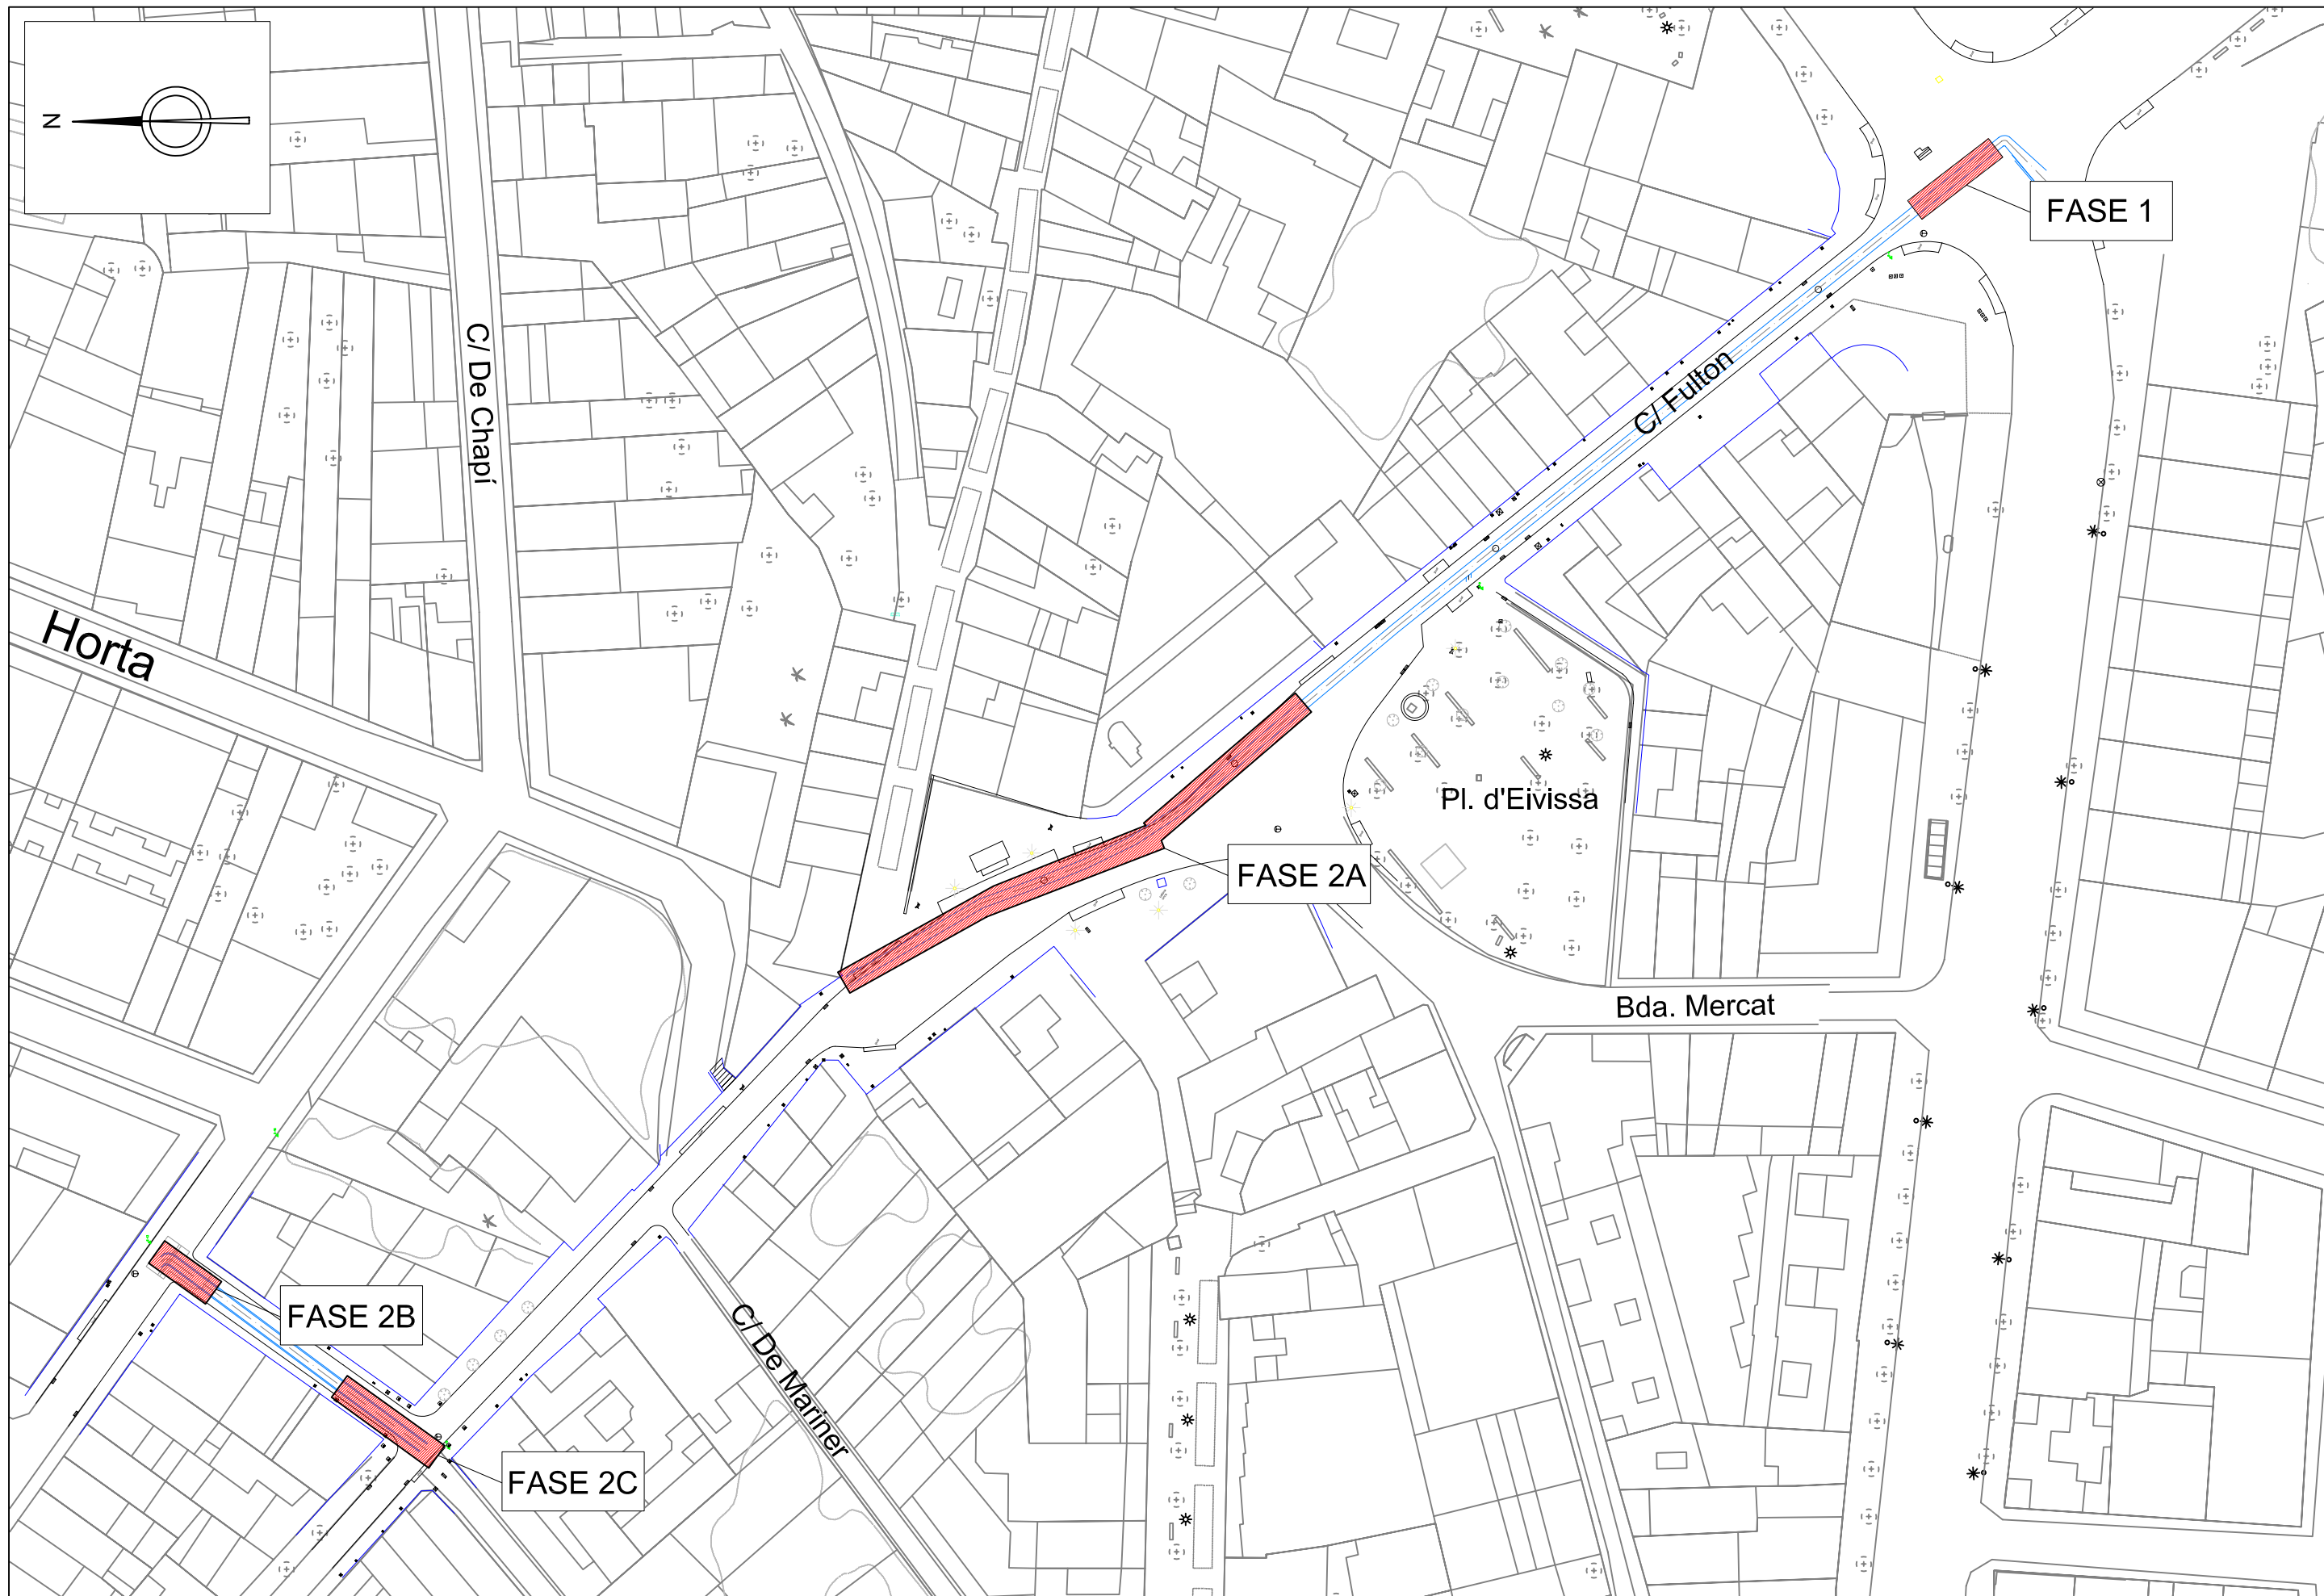 N
FASE 1
C/ De Chapí
C/ Fulton
Horta
Pl. d'Eivissa
FASE 2A
Bda. Mercat
FASE 2B
C/ De Mariner
FASE 2C